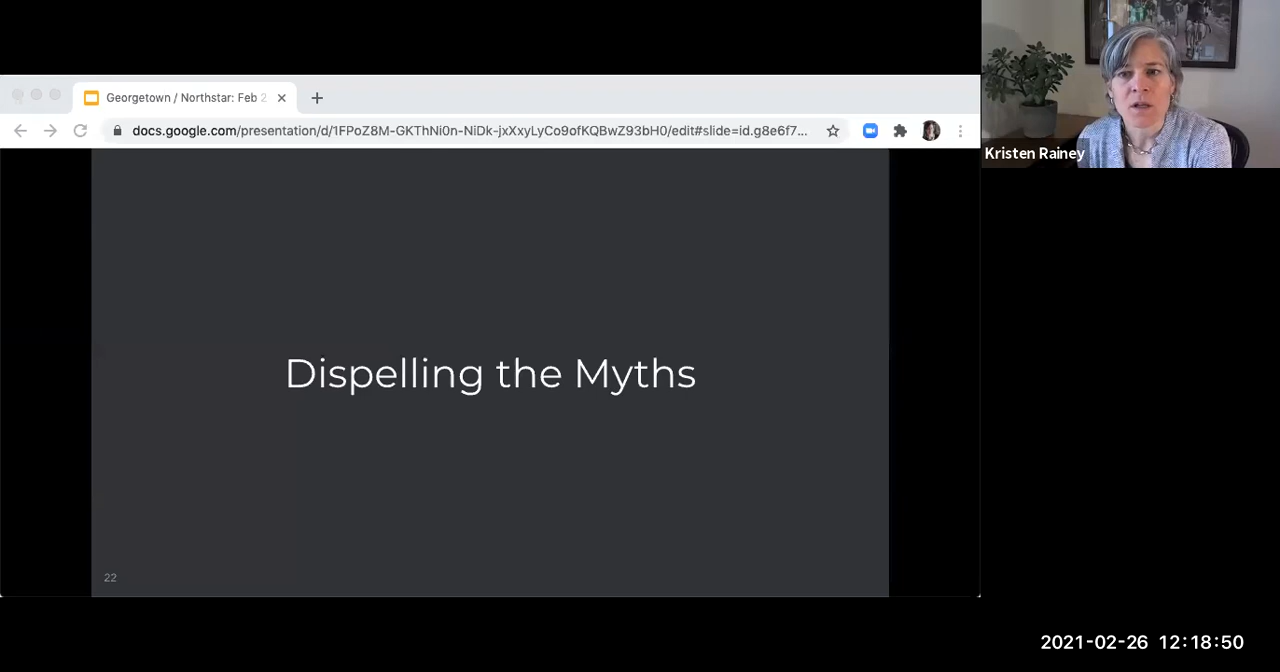 Georgetown / Northstar: Feb 2
docs.google.com/presentation/d/1FPoZ8M-GKThNi0n-NiDk-jxXxyLyCo9ofKQBwZ93bH0/edit#slide=id.g8e6f7...
Kristen Rainey
Dispelling the Myths
22
2021-02-26 12:18:50